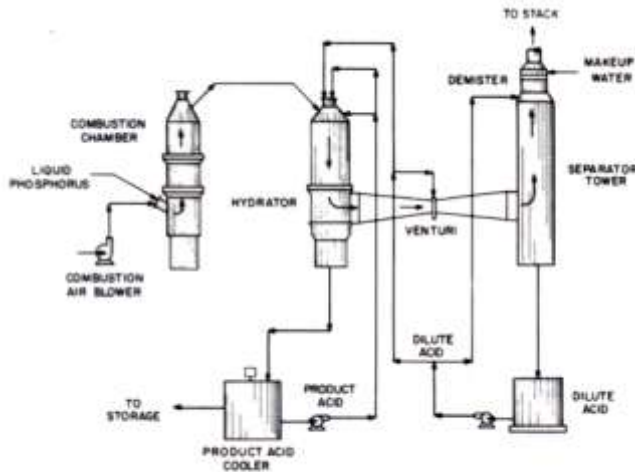 TO STACK
MAKEUP
WATER
DEMISTER
COMBUSTION
CHAMBER
LIQUID
PHOSPHORUS
HYDRATOR
VENTURI
SEPARATOR
TOWER
COMBUSTION
AIR BLOWER
DILUTE
ACID
PRODUCT
ACID
TO
STORAGE
PRODUCT ACID
COOLER
DILUTE
ACID